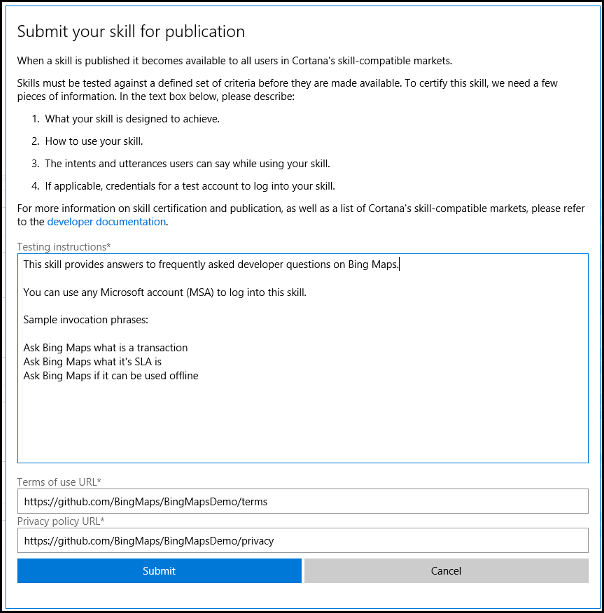 Submit your skill for publication
When a skill is published it becomes available to all users in Cortana's skill-compatible markets.
Skills must be tested against a defined set of criteria before they are made available. To certify this skill, we need a few
pieces of information. In the text box below, please describe:
1. What your skill is designed to achieve.
2. How to use your skill.
3. The intents and utterances users can say while using your skill.
4. If applicable, credentials for a test account to log into your skill.
For more information on skill certification and publication, as well as a list of Cortana's skill-compatible markets, please refer
to the developer documentation.
Testing instructions*
This skill provides answers to frequently asked developer questions on Bing Maps.
You can use any Microsoft account (MSA) to log into this skill.
Sample invocation phrases:
Ask Bing Maps what is a transaction
Ask Bing Maps what it's SLA is
Ask Bing Maps if it can be used offline
Terms of use URL*
https://github.com/BingMaps/BingMapsDemo/terms
Privacy policy URL*
https://github.com/BingMaps/BingMapsDemo/privacy
Submit
Cancel